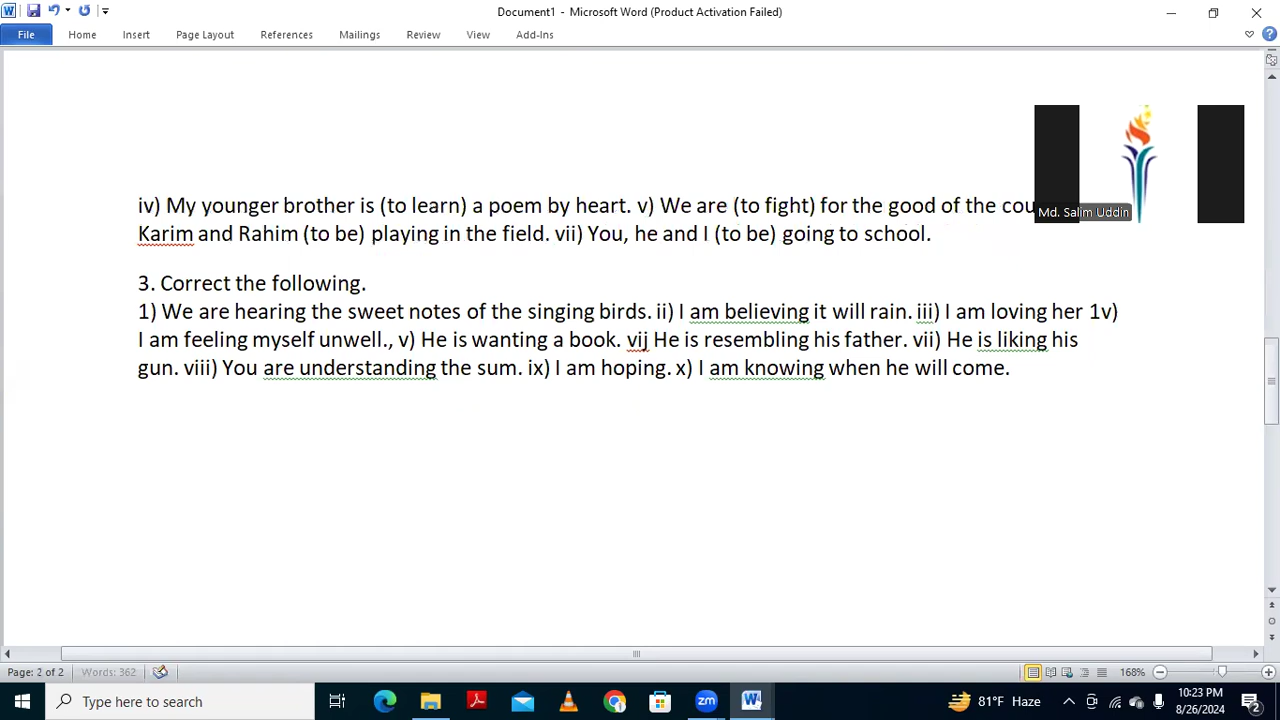 Document1 - Microsoft Word (Product Activation Failed)
File Home Insert Page Layout References Mailings Review View Add-Ins
iv) My younger brother is (to learn) a poem by heart. v) We are (to fight) for the good of the
Md. Salim Uddin
Karim and Rahim (to be) playing in the field. vii) You, he and I (to be) going to school.
3. Correct the following.
1) We are hearing the sweet notes of the singing birds. ii) I am believing it will rain. iii) I am loving her 1v)
I am feeling myself unwell., v) He is wanting a book. vij He is resembling his father. vii) He is liking his
gun. viii) You are understanding the sum. ix) I am hoping. x) I am knowing when he will come.
Page: 2 of 2 Words: 362 168%
Type here to search zm W 81°F Haze 10:23 PM
8/26/2024 2